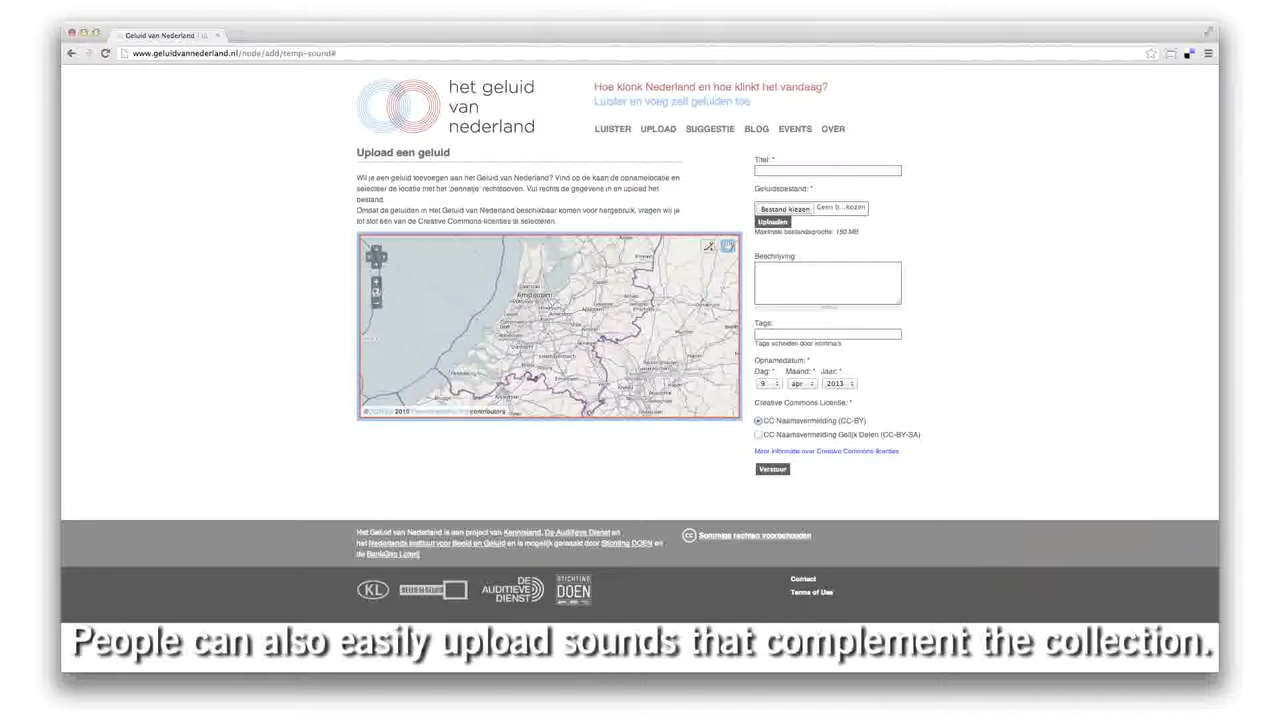 Geluid van Nederland
www.geluidvannederland.nl/node/add/temp-sound#
het geluid
van
nederland
Hoe klonk Nederland en hoe klinkt het vandaag?
Luister en voeg zelf geluiden toe
LUISTER UPLOAD SUGGESTIE BLOG EVENTS OVER
Upload een geluid
Wil je een geluid toevoegen aan het Geluid van Nederland? Vind op de kaart de opnamelocatie en
selecteer de locatie met het 'pennetje' rechtsboven. Vul rechts de gegevens in en upload het
bestand.
Omdat de geluiden in Het Geluid van Nederland beschikbaar komen voor hergebruik, vragen wij je
tot slot één van de Creative Commons-licenties te selecteren.
Amsterdam
Brugge
© 2010 contributors
Titel: *
Geluidsbestand: *
Bestand kiezen Geen b...kozen
Uploaden
Maximale bestandsgrootte: 150 MB
Beschrijving:
Tags:
Tags scheiden door komma's
Opnamedatum: *
Dag: * Maand: * Jaar: *
9 apr 2013
Creative Commons Licentie: *
CC Naamsvermelding (CC-BY)
CC Naamsvermelding Gelijk Delen (CC-BY-SA)
Meer informatie over Creative Commons-licenties
Verstuur
Het Geluid van Nederland is een project van Kennisland, De Auditieve Dienst en
het Nederlands Instituut voor Beeld en Geluid en is mogelijk gemaakt door Stichting DOEN en
de BankGiro Loterij
cc Sommige rechten voorbehouden
KL
BEELD EN GELUID
DE
AUDITIEVE
DIENST
STICHTING
DOEN
Contact
Terms of Use
People can also easily upload sounds that complement the collection.